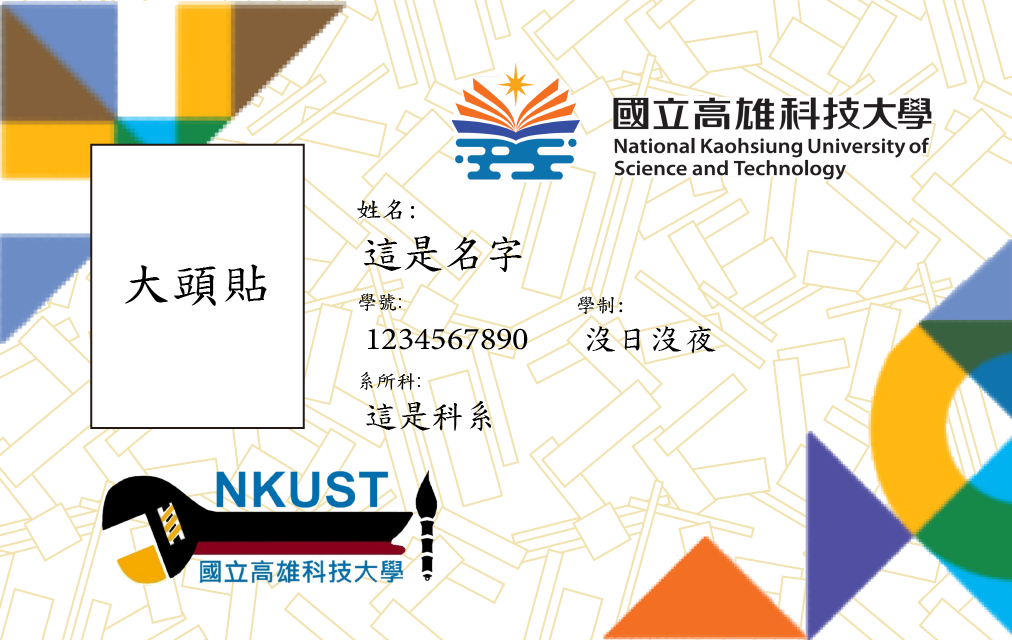 國立高雄科技大學
National Kaohsiung University of
Science and Technology
姓名:
這是名字
大頭貼
學號:
學制:
1234567890
沒日沒夜
系所科:
這是科系
NKUST
國立高雄科技大學